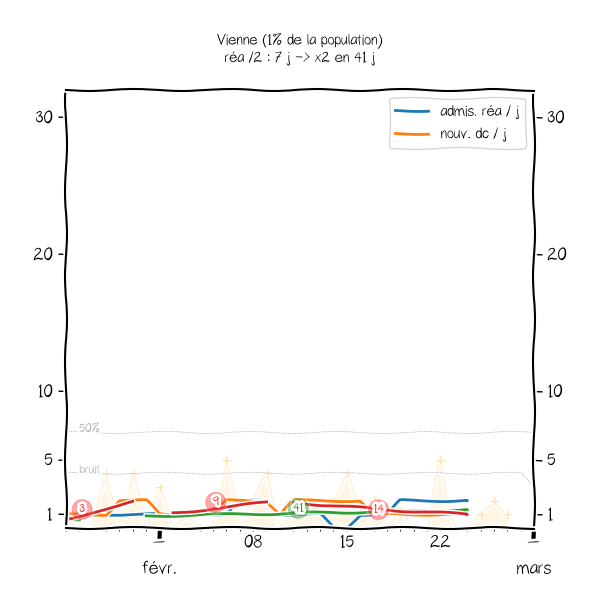 Vienne (1% de la population)
réa /2 : 7 j -> x2 en 41 j
admis. réa / j
nouv. dc / j
30
30
20
20
10
10
50%
5
5
bruit
3
9
41
14
1
1
08
15
22
févr.
mars